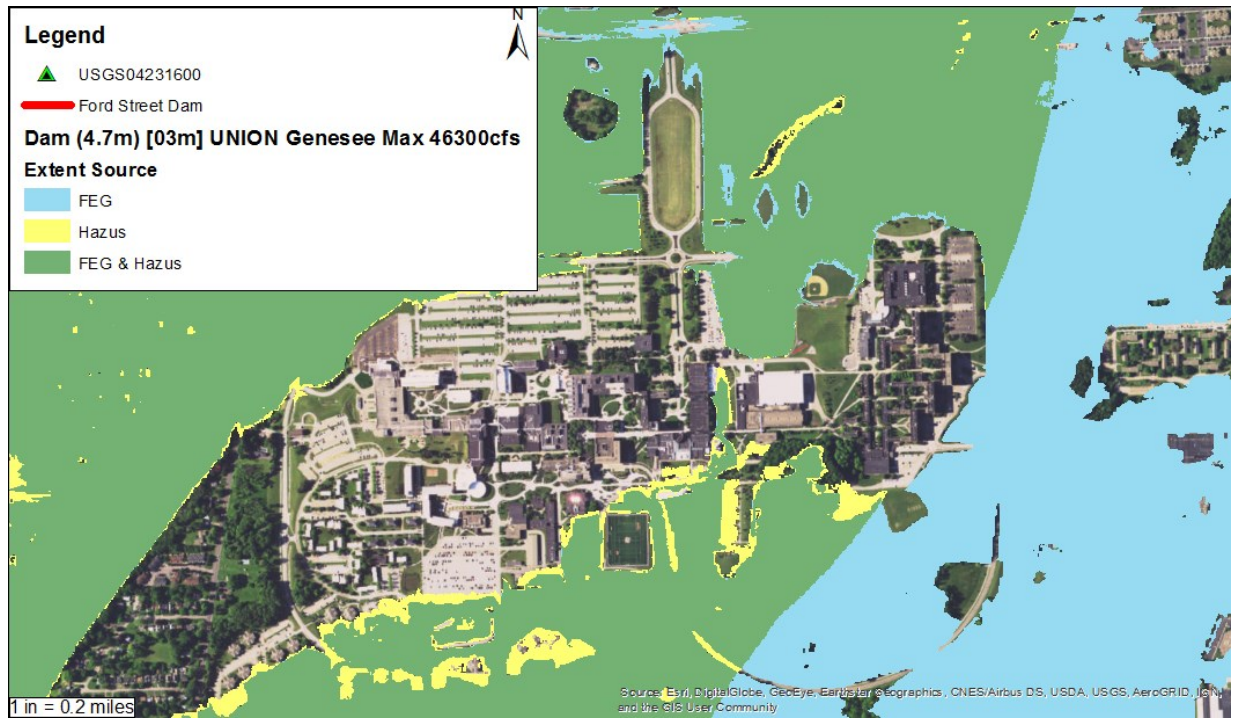 Legend
N
USGS04231600
Ford Street Dam
Dam (4.7m) [03m] UNION Genesee Max 46300cfs
Extent Source
FEG
Hazus
FEG & Hazus
1 in = 0.2 miles
Source: Esri, DigitalGlobe, GeoEye, Earthstar Geographics, CNES/Airbus DS, USDA, USGS, AeroGRID, IGN,
and the GIS User Community